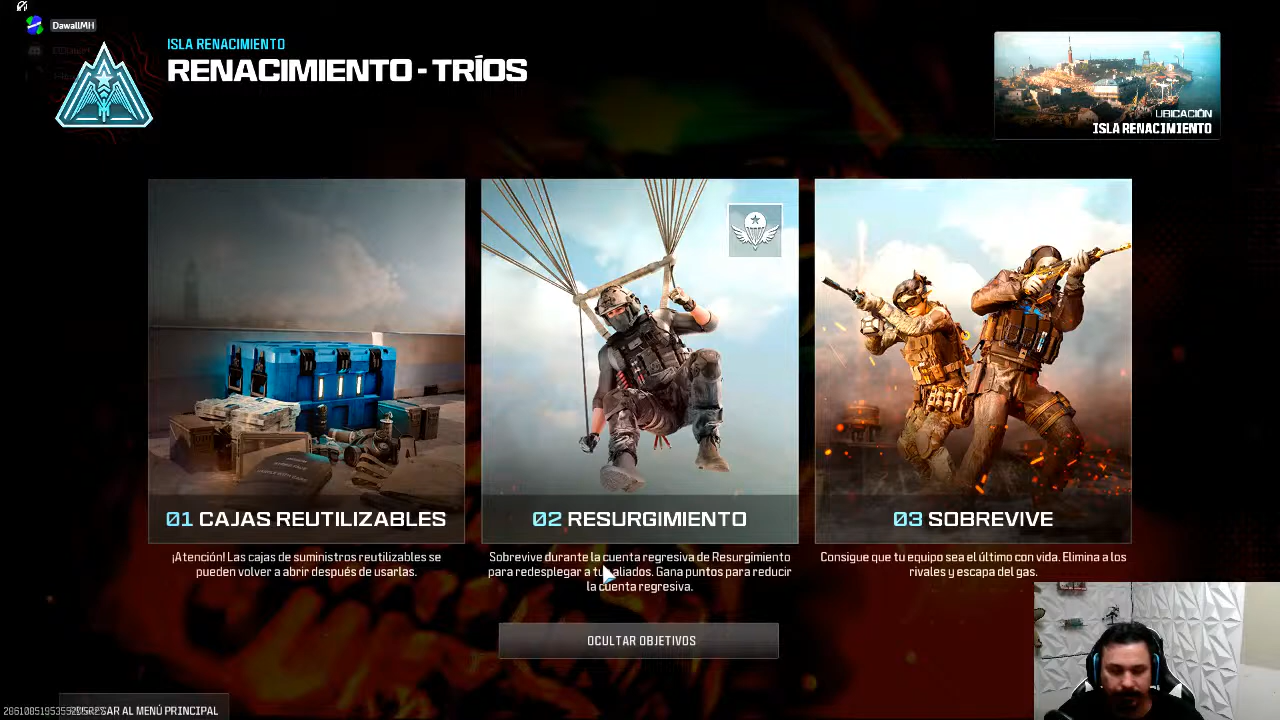 DawallMH
ISLA RENACIMIENTO
RENACIMIENTO - TRÍOS
UBICACIÓN
ISLA RENACIMIENTO
01 CAJAS REUTILIZABLES
¡Atención! Las cajas de suministros reutilizables se
pueden volver a abrir después de usarlas.
02 RESURGIMIENTO
Sobrevive durante la cuenta regresiva de Resurgimiento
para redesplegar a tus aliados. Gana puntos para reducir
la cuenta regresiva.
03 SOBREVIVE
Consigue que tu equipo sea el último con vida. Elimina a los
rivales y escapa del gas.
OCULTAR OBJETIVOS
AL MENÚ PRINCIPAL